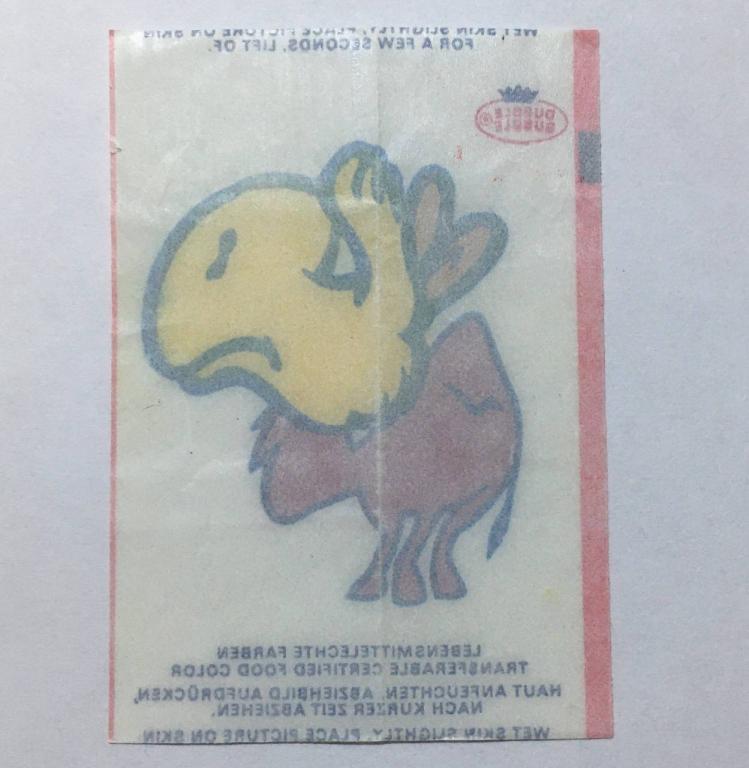 WET SKIN SLIGHTLY, PLACE PICTURE ON SKIN
FOR A FEW SECONDS, LIFT OF.
DUBBLE
BUBBLE ®
LEBENSMITTELECHTE FARBEN
TRANSFERABLE CERTIFIED FOOD COLOR
HAUT ANFEUCHTEN, ABZIEHBILD AUFDRÜCKEN,
NACH KURZER ZEIT ABZIEHEN.
WET SKIN SLIGHTLY, PLACE PICTURE ON SKIN